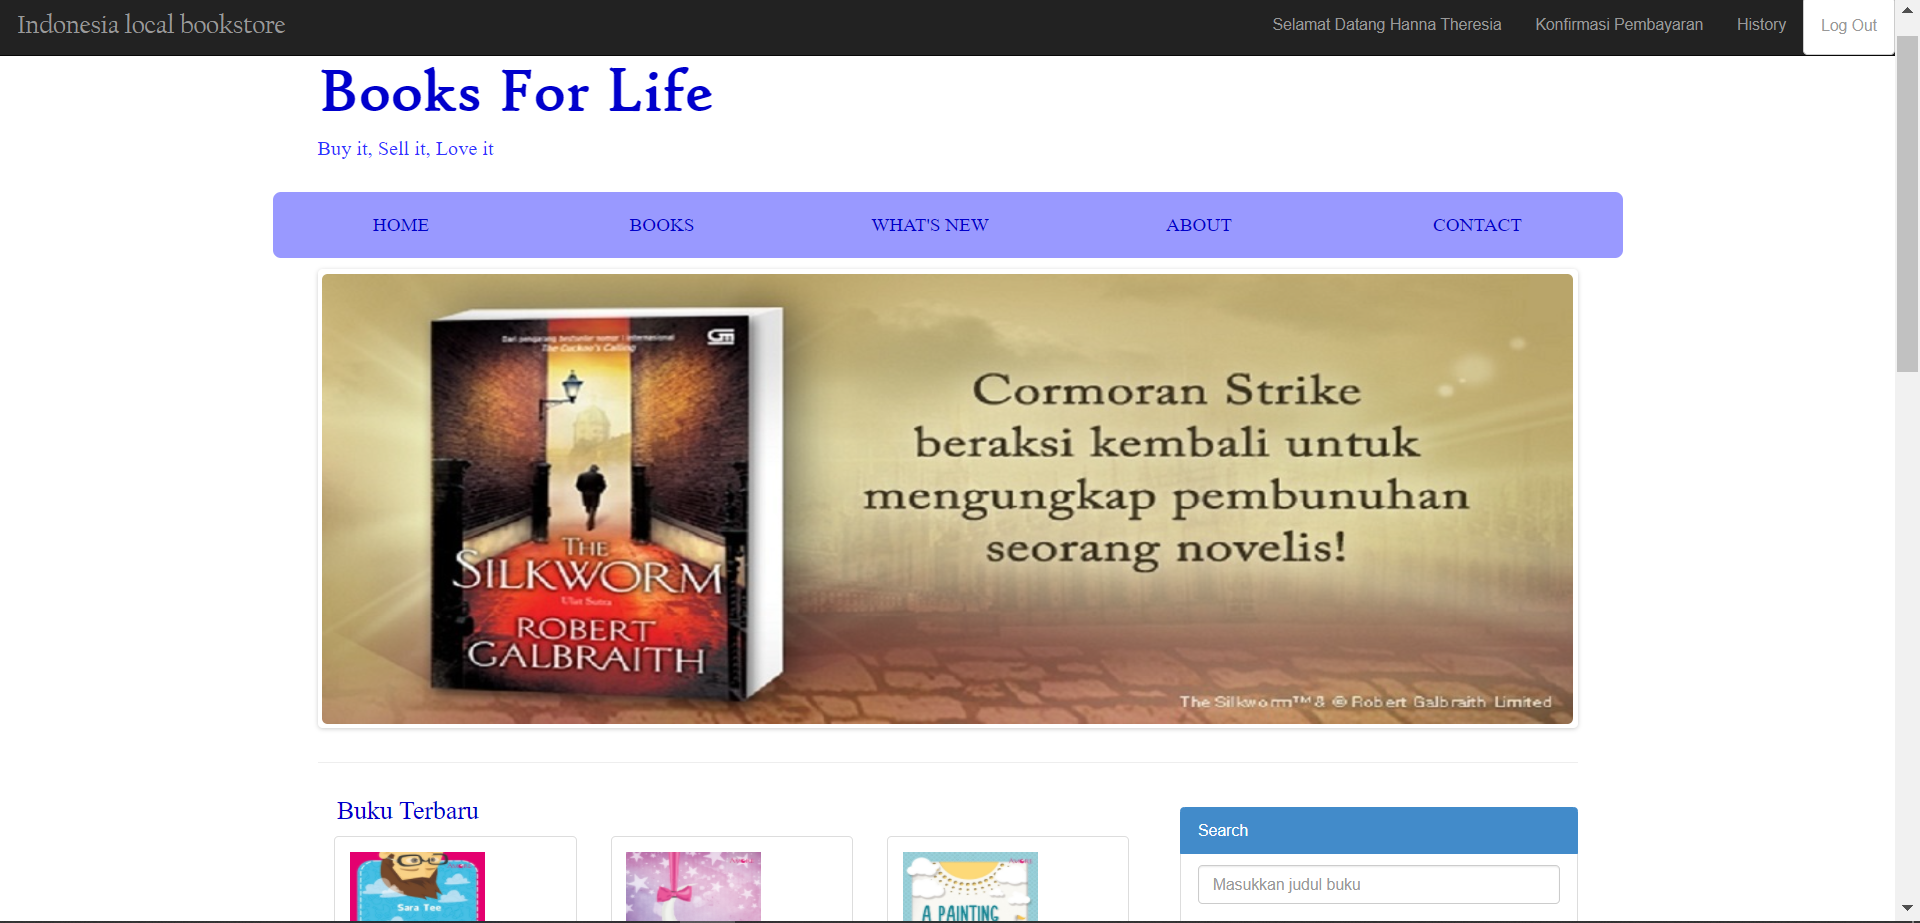 Indonesia local bookstore
Selamat Datang Hanna Theresia
Konfirmasi Pembayaran
History
Log Out
Books For Life
Buy it, Sell it, Love it
HOME
BOOKS
WHAT'S NEW
ABOUT
CONTACT
Dari pengarang bestseller nomor 1 internasional
The Cuckoo's Calling
THE
SILKWORM
Ulat Sutra
ROBERT
GALBRAITH
Cormoran Strike
beraksi kembali untuk
mengungkap pembunuhan
seorang novelis!
The Silkworm™& © Robert Galbraith Limited
Buku Terbaru
Sara Tee
A PAINTING
Search
Masukkan judul buku